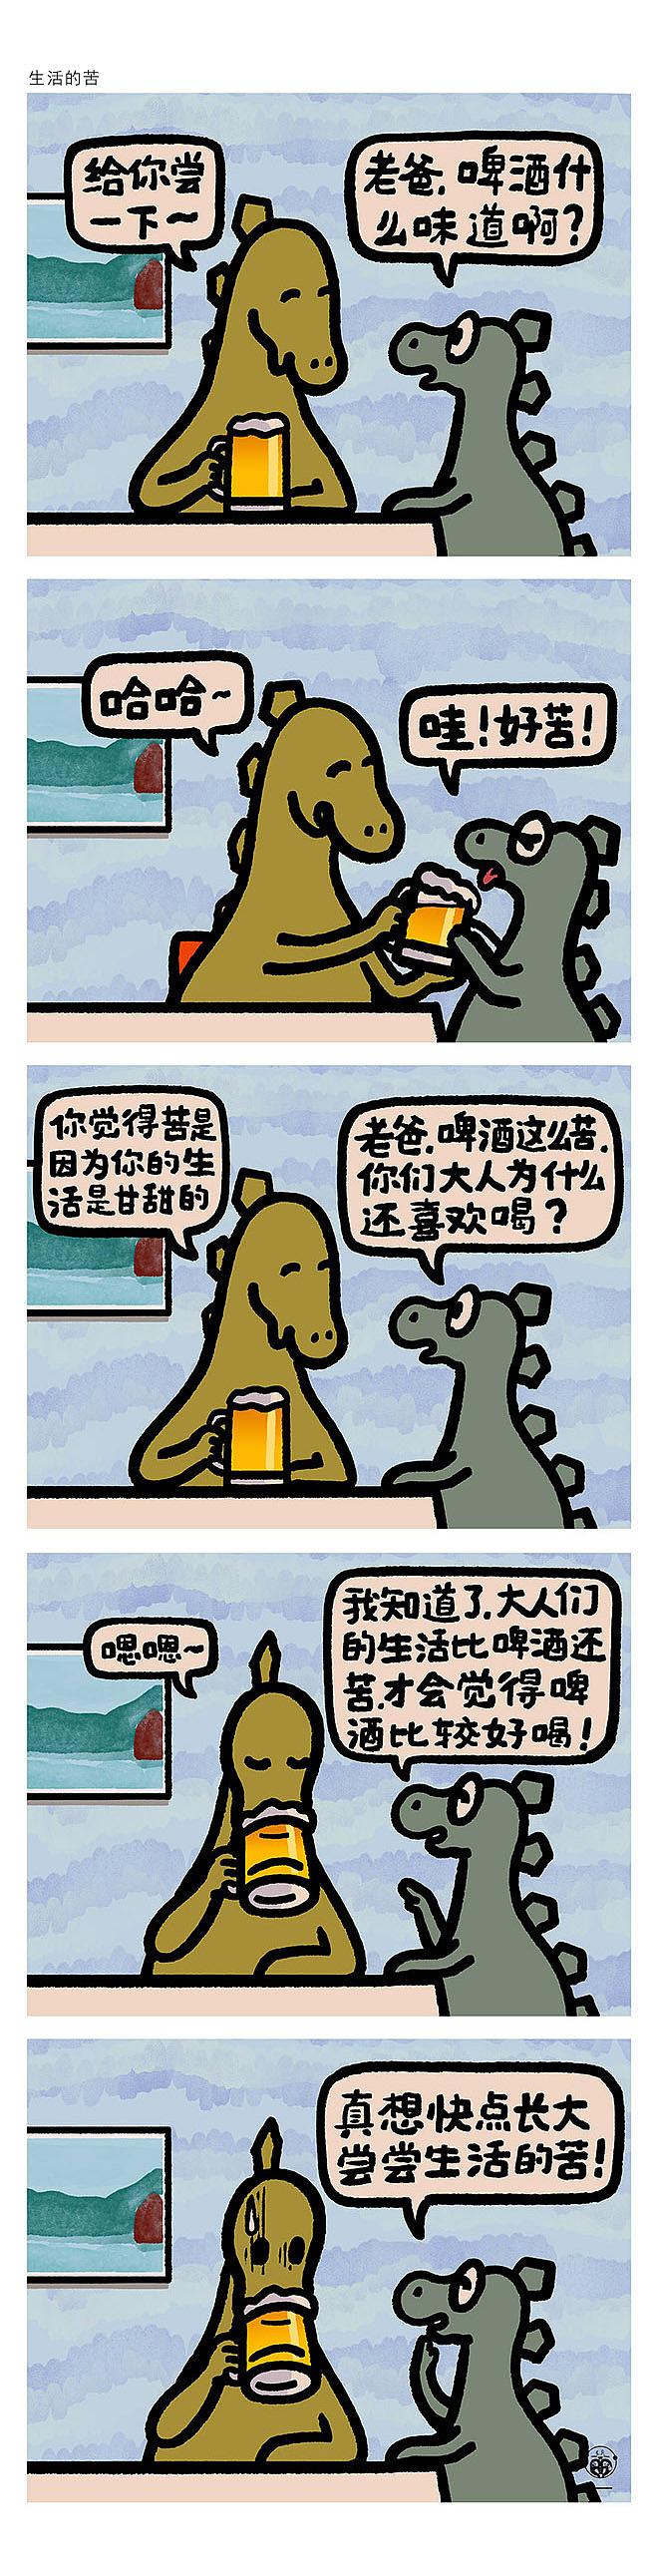 生活的苦
老爸,啤酒什
么味道啊?
给你尝
一下~
哇!好苦!
哈哈~
老爸,啤酒这么苦,
你们大人为什么
还喜欢喝?
你觉得苦是
因为你的生
活是甘甜的
我知道了,大人们
的生活比啤酒还
苦,才会觉得啤
酒比较好喝!
嗯嗯~
真想快点长大
尝尝生活的苦!